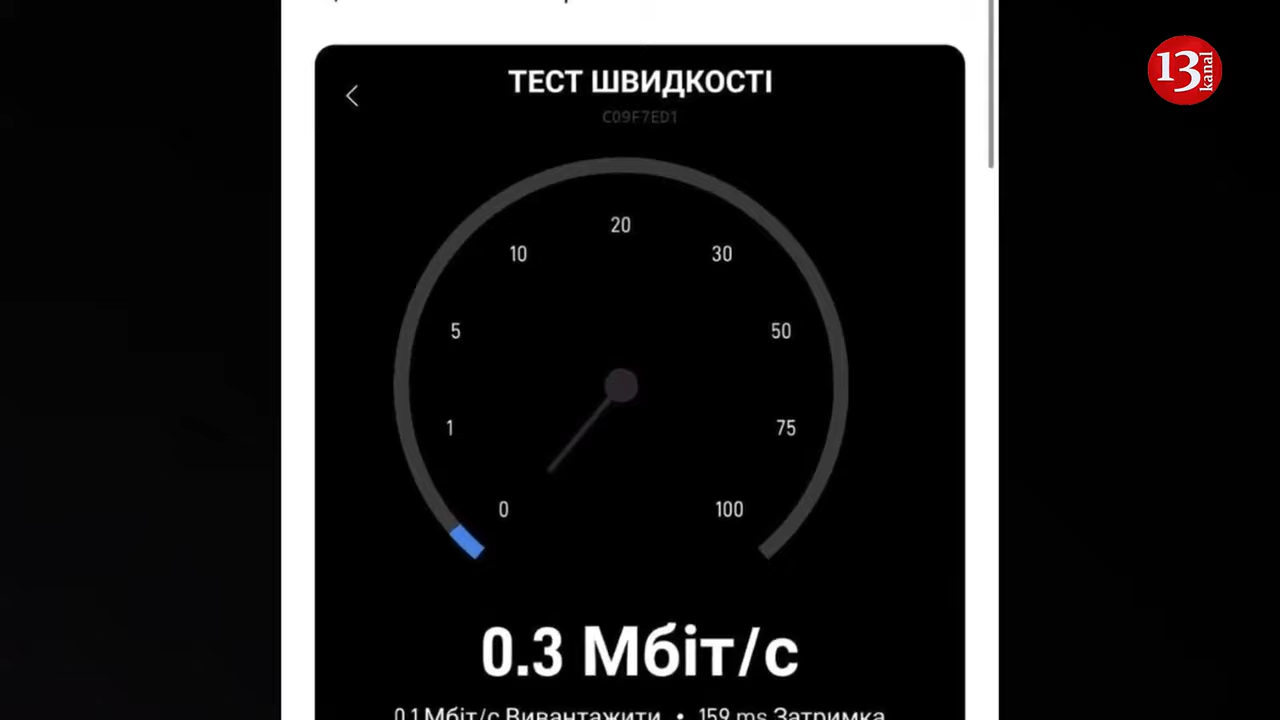 13 kanal
ТЕСТ ШВИДКОСТІ
C09F7ED1
20
10
30
5
50
1
75
0
100
0.3 Мбіт/с
0.1 Мбіт/с Вивантажити • 159 ms Затримка